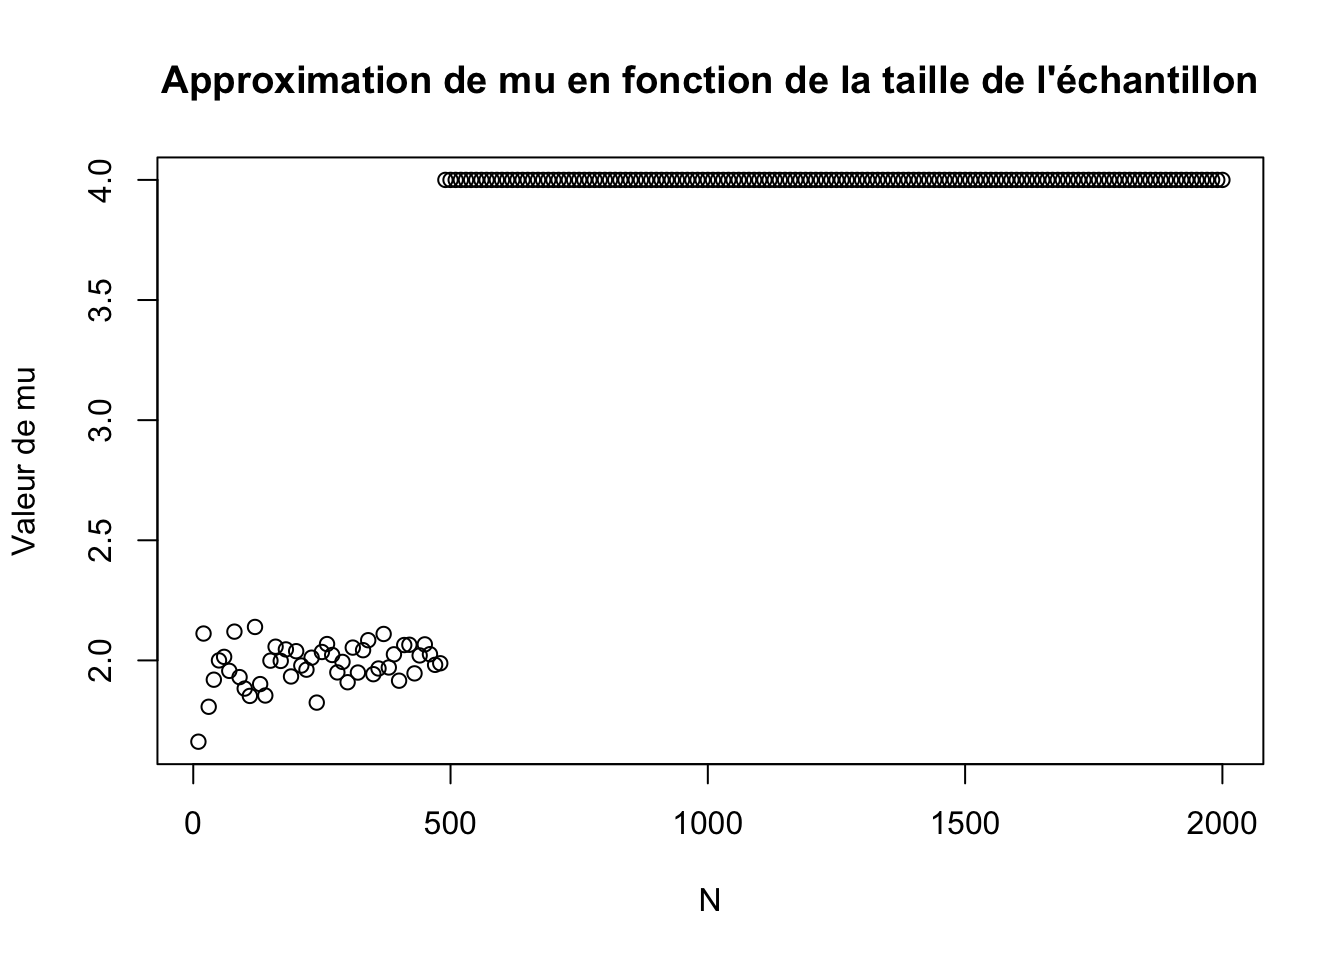 Approximation de mu en fonction de la taille de l'échantillon
Valeur de mu
4.0
3.5
3.0
2.5
2.0
0 500 1000 1500 2000
N